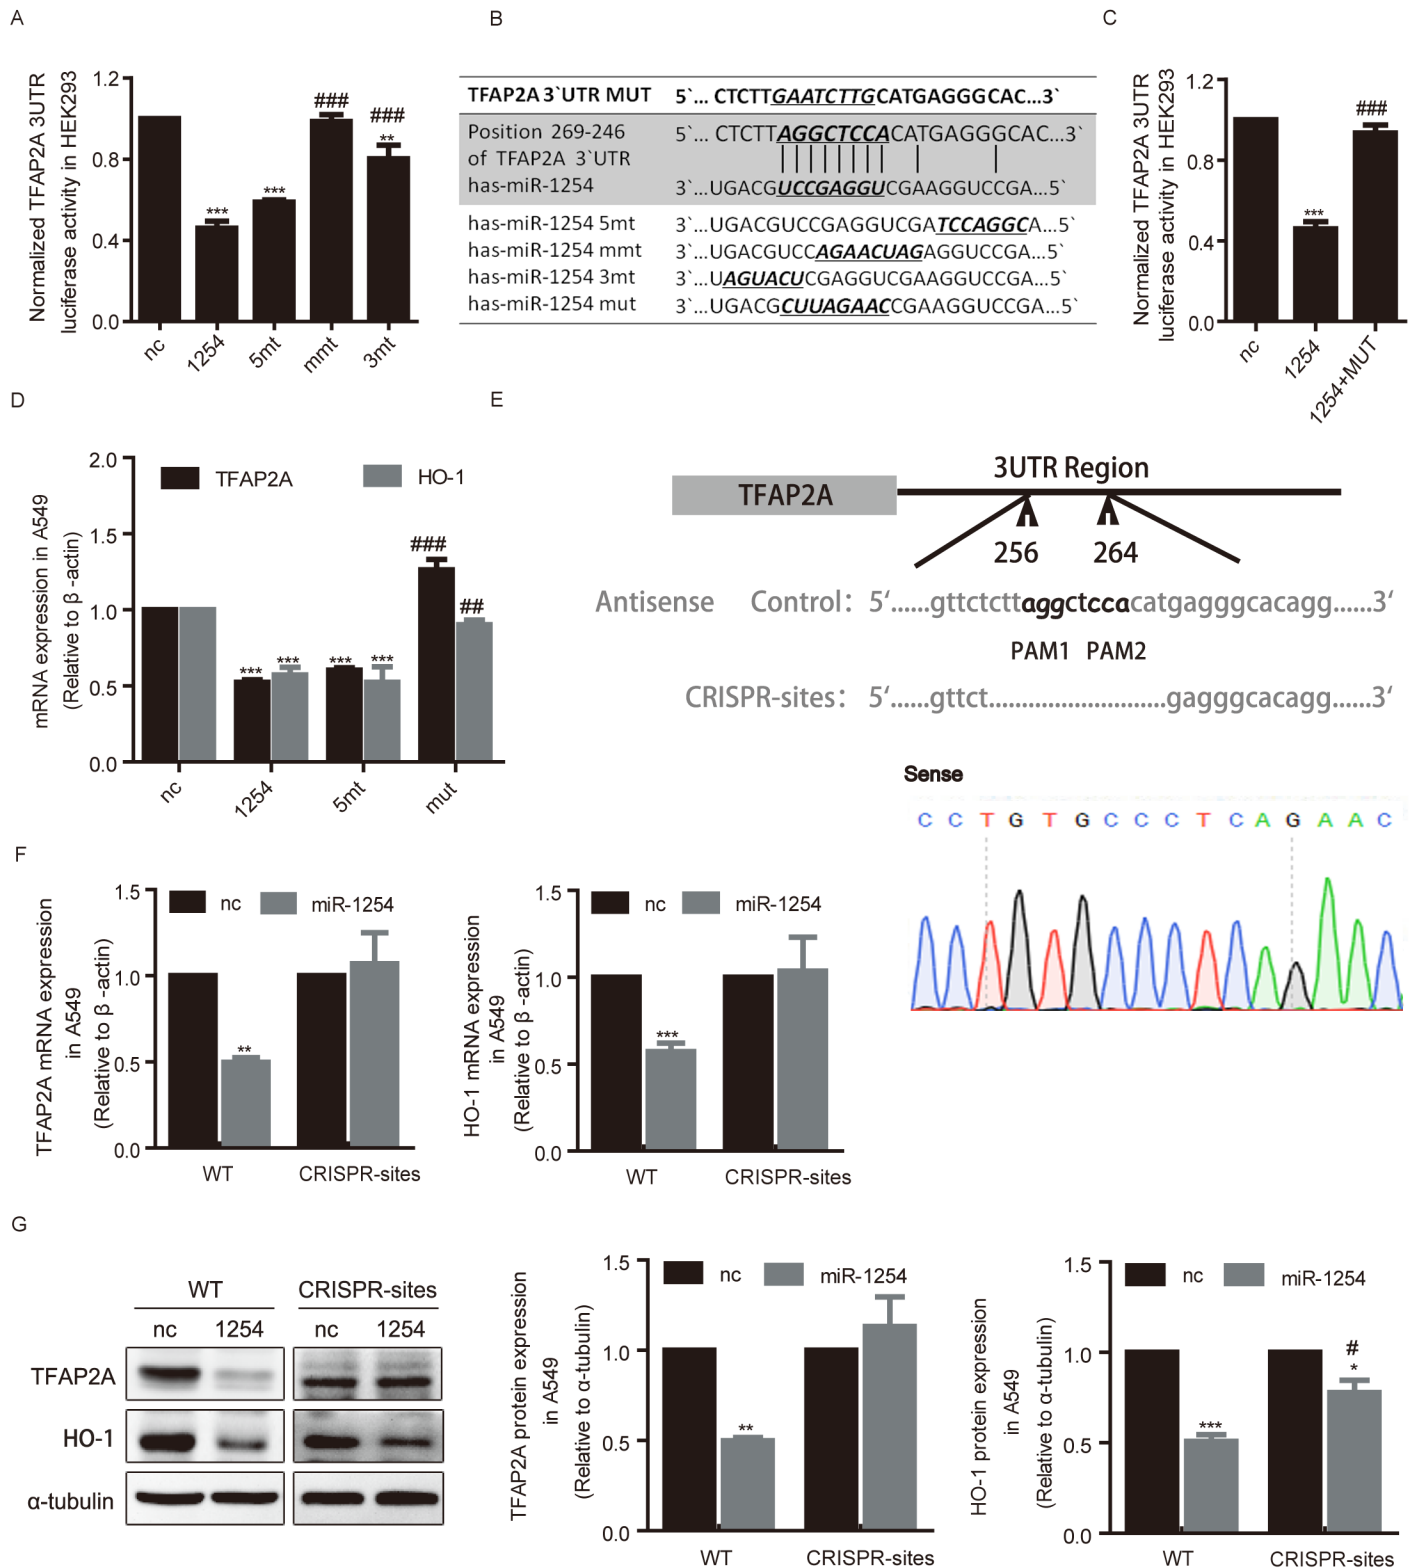 A
Normalized TFAP2A 3UTR
luciferase activity in HEK293
1.2
0.8
0.4
0.0
***
***
###
###
**
nc
1254
5mt
mmt
3mt
B
TFAP2A 3`UTR MUT 5`... CTCTTGAATCTTGCATGAGGGCAC...3`
Position 269-246 5`... CTCTTAGGCTCCACATGAGGGCAC...3`
of TFAP2A 3`UTR
has-miR-1254 3`...UGACGUCCGAGGUCGAAGGUCCGA...5`
has-miR-1254 5mt 3`...UGACGUCCGAGGUCGATCCAGGCA...5`
has-miR-1254 mmt 3`...UGACGUCCAGAACUAGAGGUCCGA...5`
has-miR-1254 3mt 3`...UAGUACUCGAGGUCGAAGGUCCGA...5`
has-miR-1254 mut 3`...UGACGCUUAGAACCGAAGGUCCGA...5`
C
Normalized TFAP2A 3UTR
luciferase activity in HEK293
1.2
0.8
0.4
0.0
***
###
nc
1254
1254+MUT
D
mRNA expression in A549
(Relative to β -actin)
2.0
1.5
1.0
0.5
0.0
TFAP2A
HO-1
***
***
***
***
###
##
nc
1254
5mt
mut
E
TFAP2A
3UTR Region
256
264
Antisense Control: 5‘......gttctcttaggctccacatgagggcacagg......3‘
PAM1 PAM2
CRISPR-sites: 5‘......gttct............................gagggcacagg......3‘
Sense
C C T G T G C C C T C A G A A C
F
TFAP2A mRNA expression
in A549
(Relative to β -actin)
1.5
1.0
0.5
0.0
nc
miR-1254
**
WT
CRISPR-sites
HO-1 mRNA expression
in A549
(Relative to β -actin)
1.5
1.0
0.5
0.0
nc
miR-1254
***
WT
CRISPR-sites
G
WT
CRISPR-sites
nc 1254 nc 1254
TFAP2A
HO-1
α-tubulin
TFAP2A protein expression
in A549
(Relative to α-tubulin)
1.5
1.0
0.5
0.0
nc
miR-1254
**
WT
CRISPR-sites
HO-1 protein expression
in A549
(Relative to α-tubulin)
1.5
1.0
0.5
0.0
nc
miR-1254
***
#
*
WT
CRISPR-sites